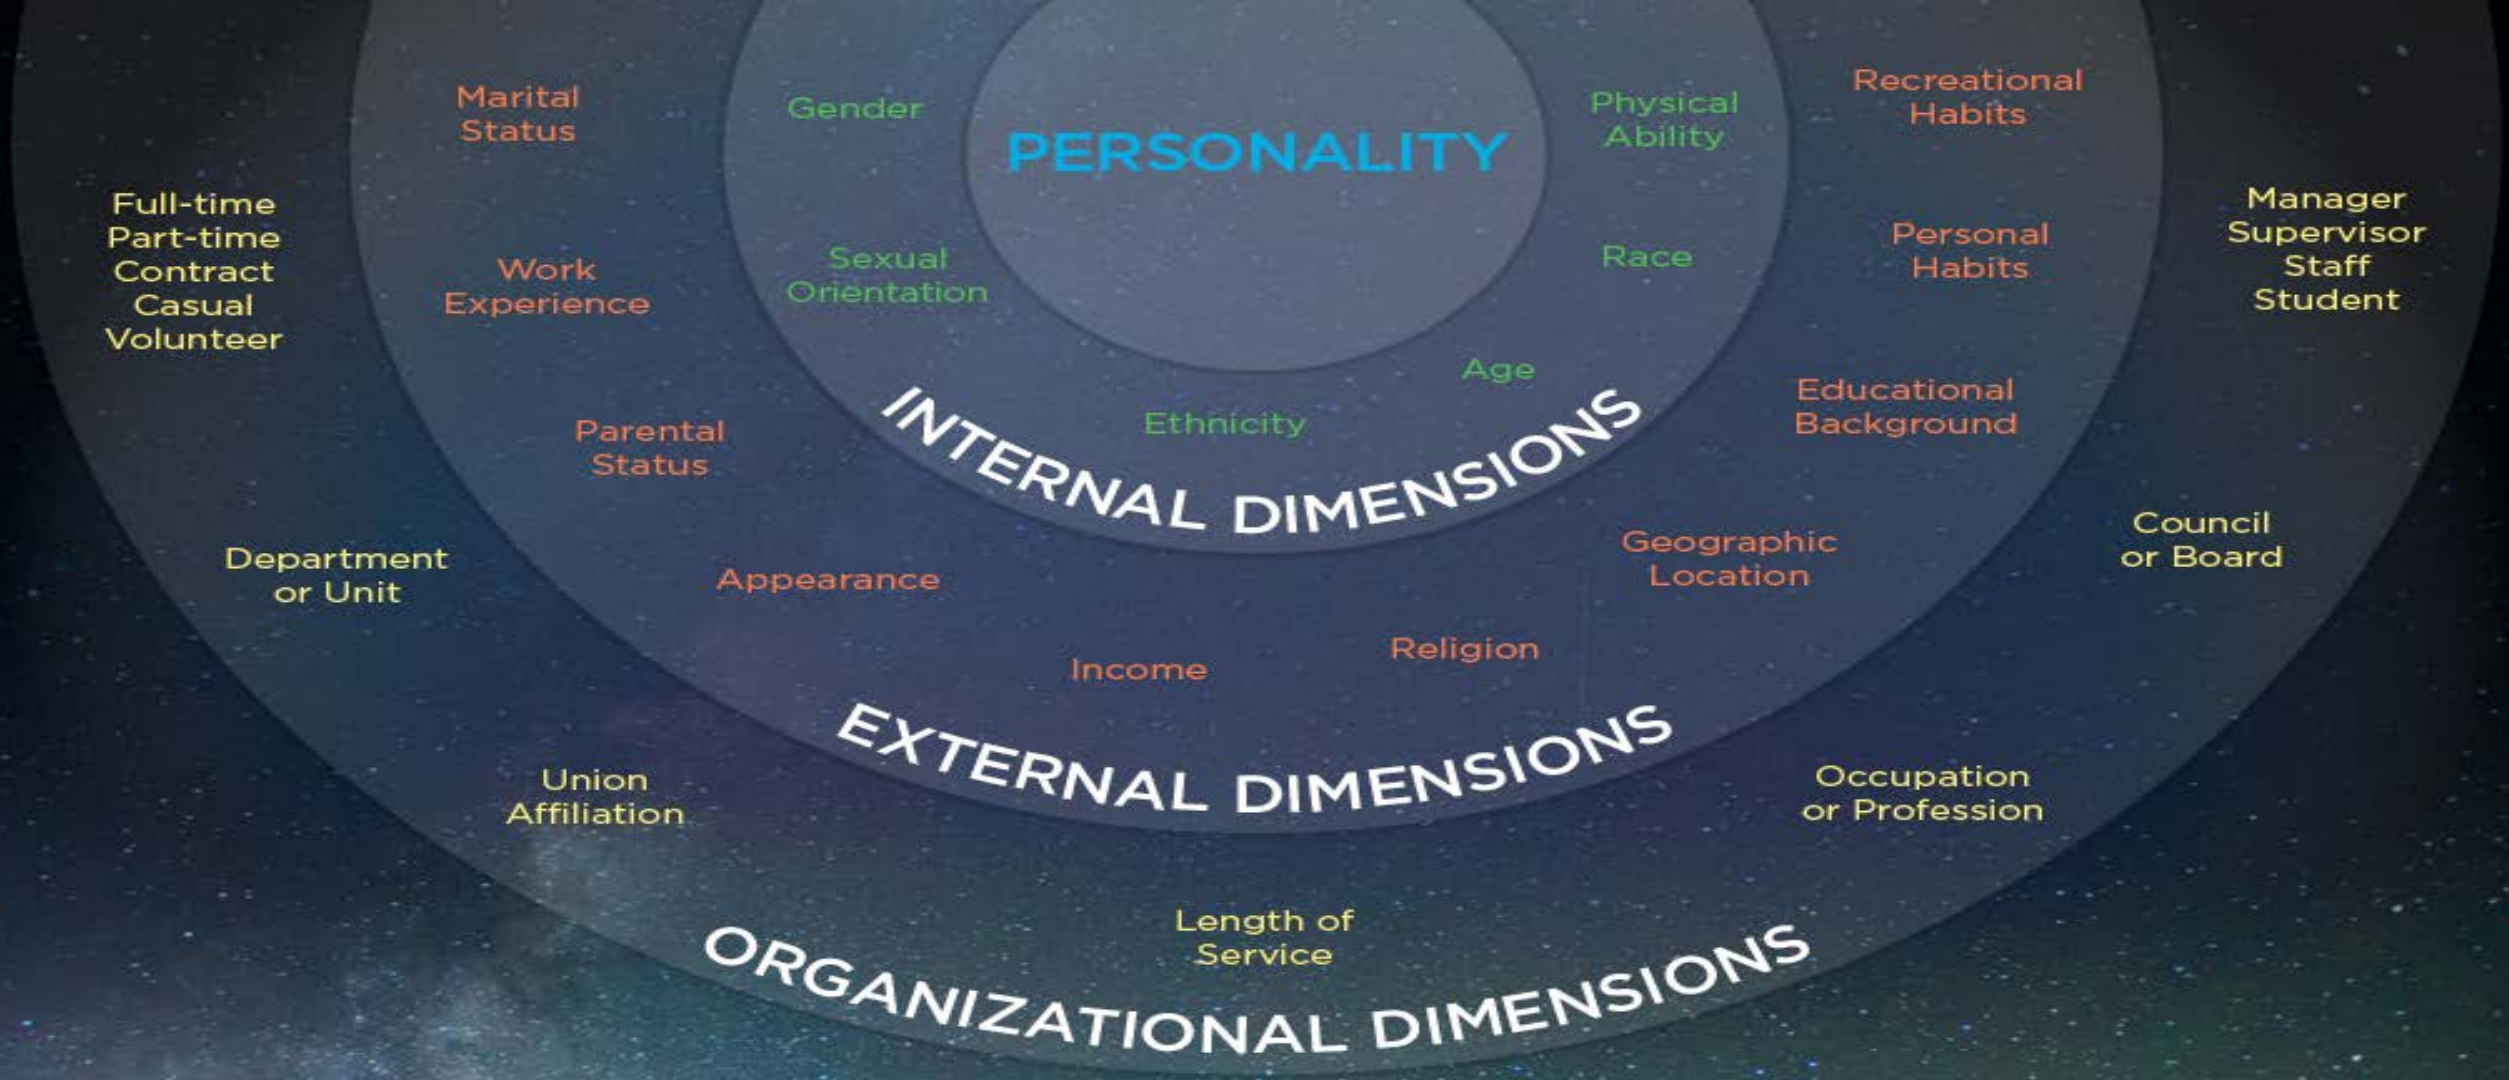 PERSONALITY
Gender
Physical
Ability
Sexual
Orientation
Race
Age
Ethnicity
INTERNAL DIMENSIONS
Marital
Status
Recreational
Habits
Work
Experience
Personal
Habits
Parental
Status
Educational
Background
Appearance
Geographic
Location
Income
Religion
EXTERNAL DIMENSIONS
Full-time
Part-time
Contract
Casual
Volunteer
Manager
Supervisor
Staff
Student
Department
or Unit
Council
or Board
Union
Affiliation
Occupation
or Profession
Length of
Service
ORGANIZATIONAL DIMENSIONS